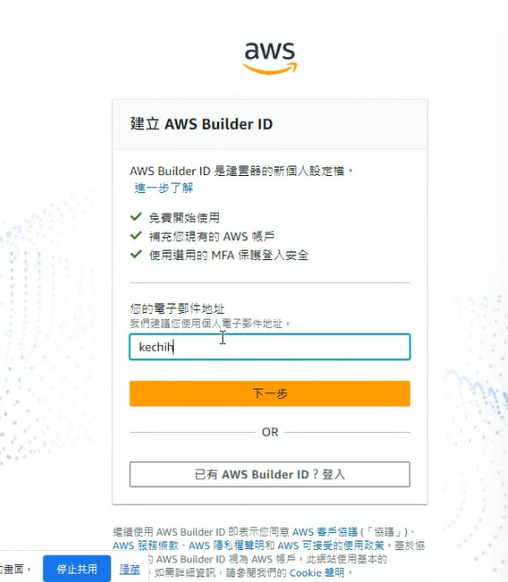 aws
建立 AWS Builder ID
AWS Builder ID 是建置器的新個人設定檔。
進一步了解
免費開始使用
補充您現有的 AWS 帳戶
使用選用的 MFA 保護登入安全
您的電子郵件地址
我們建議您使用個人電子郵件地址。
kechih
下一步
OR
已有 AWS Builder ID？登入
繼續使用 AWS Builder ID 即表示您同意 AWS 客戶協議 (「協議」)、
AWS 服務條款、AWS 隱私權聲明和 AWS 可接受的使用政策。基於協
的 AWS Builder ID 視為 AWS 帳戶。此網站使用基本的
，如需詳細資訊，請參閱我們的 Cookie 聲明。
的畫面。 停止共用 隱藏